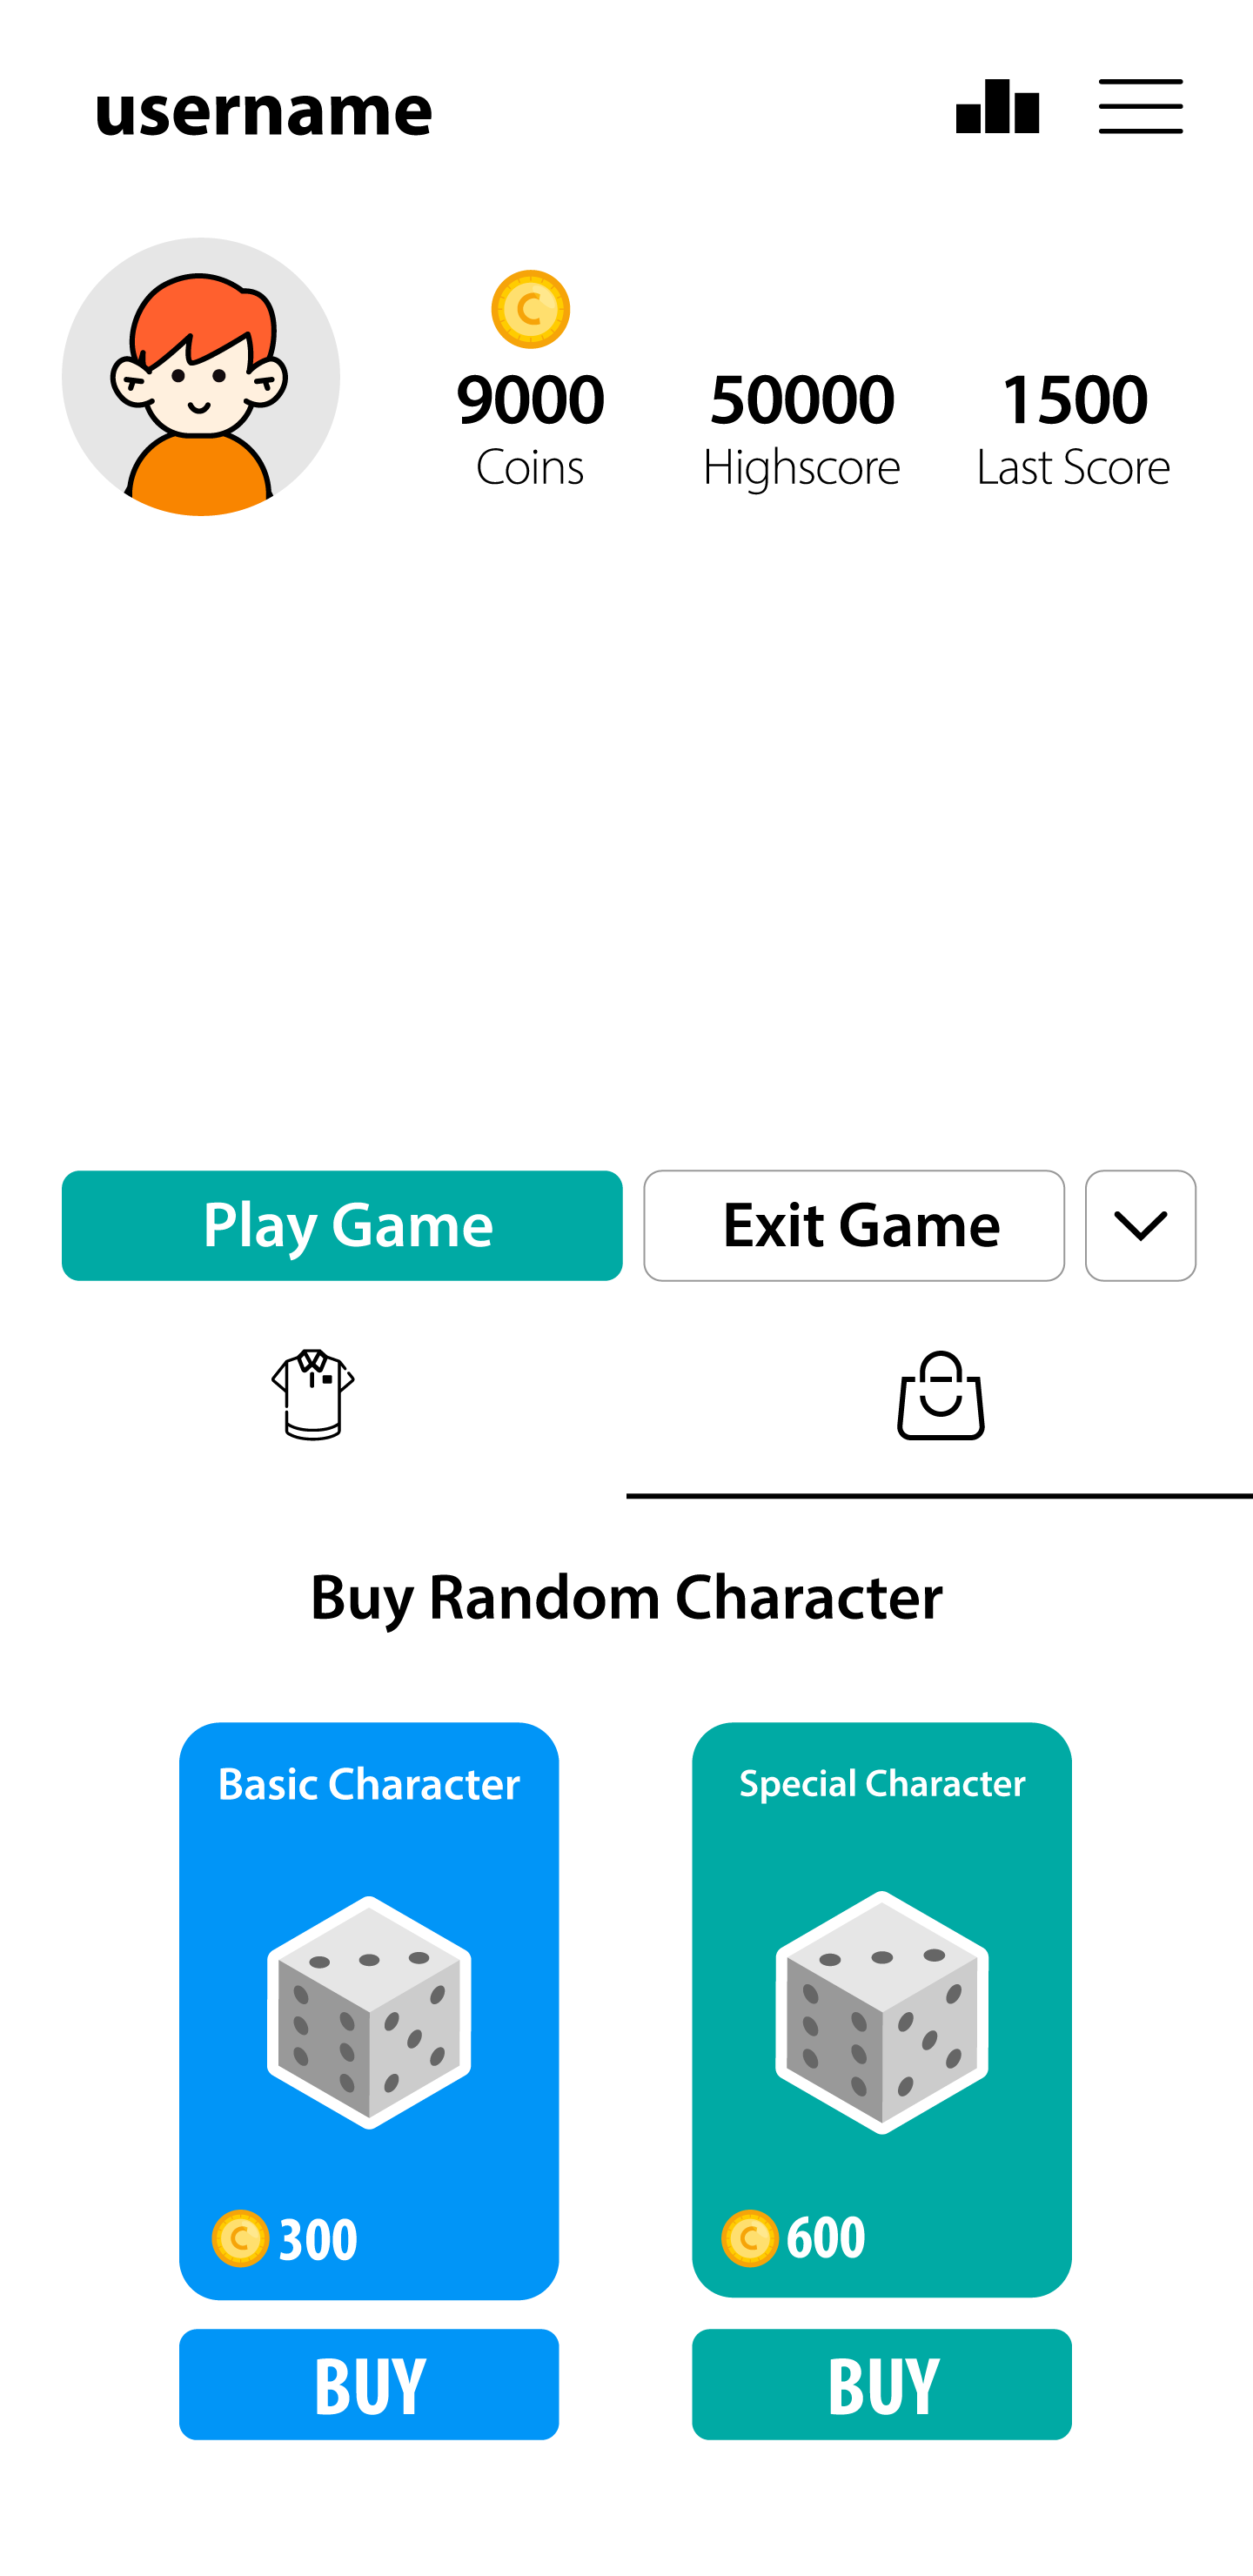 username
9000 50000 1500
Coins Highscore Last Score
Play Game Exit Game
Buy Random Character
Basic Character Special Character
300 600
BUY BUY